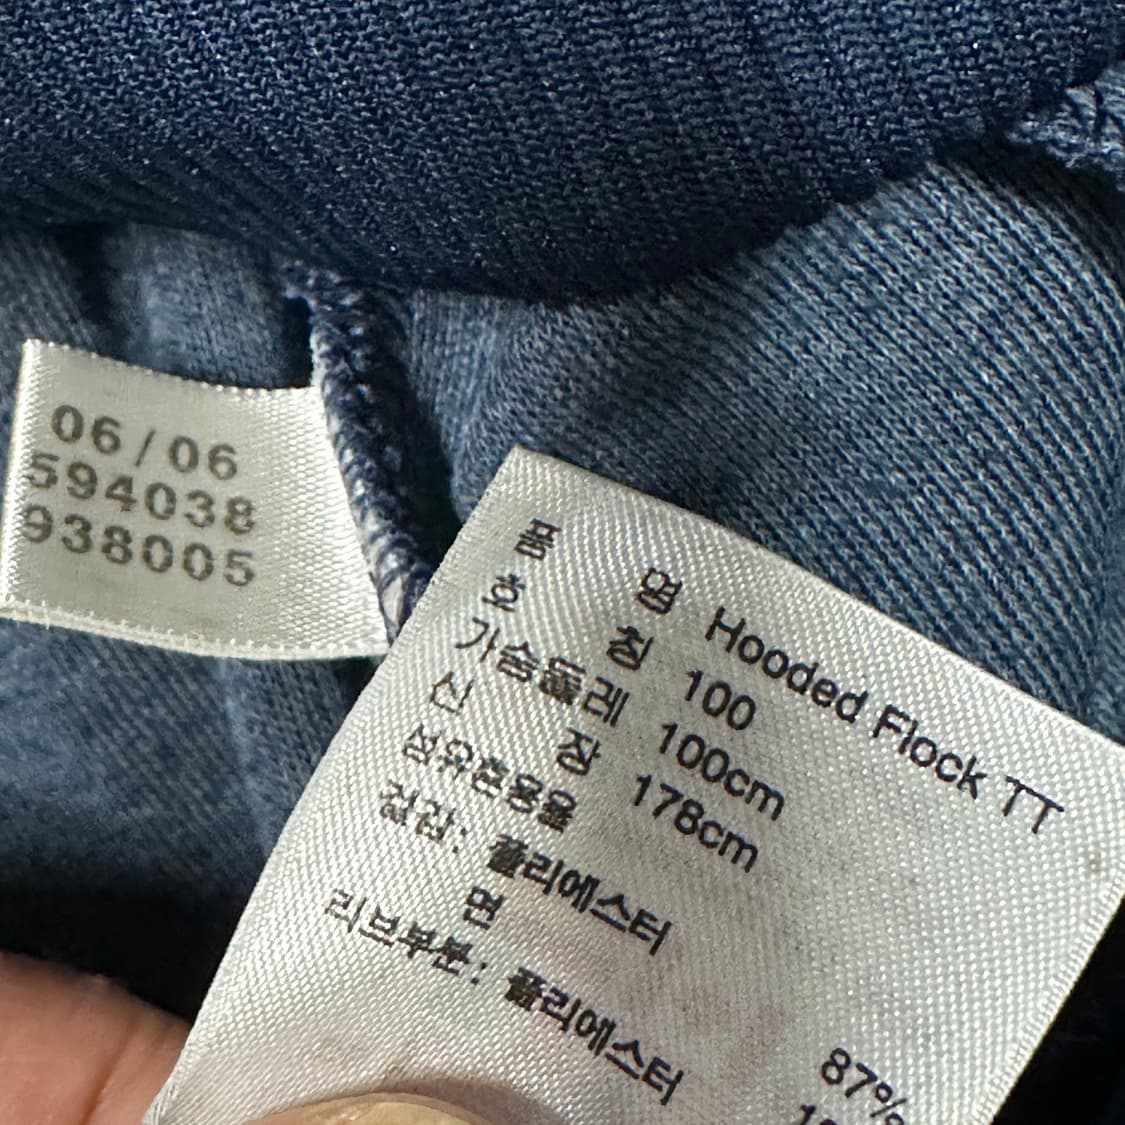 06/06
594038
938005
품 명 Hooded Flock TT
호 칭 100
가슴둘레 100cm
신 장 178cm
섬유혼용율
겉감: 폴리에스터 87%
면
리브부분: 폴리에스터